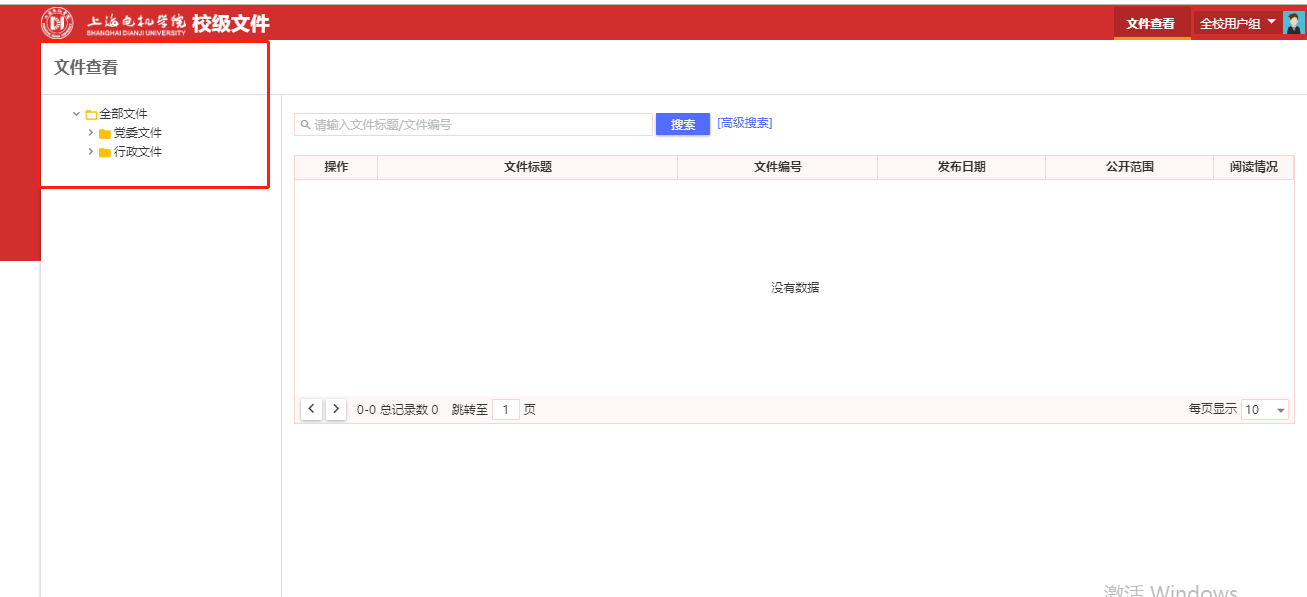 上海电机学院 校级文件 文件查看 全校用户组
SHANGHAI DIANJI UNIVERSITY
文件查看
全部文件
党委文件
行政文件
请输入文件标题/文件编号 搜索 [高级搜索]
操作 文件标题 文件编号 发布日期 公开范围 阅读情况
没有数据
0-0 总记录数 0 跳转至 1 页 每页显示 10
激活 Windows